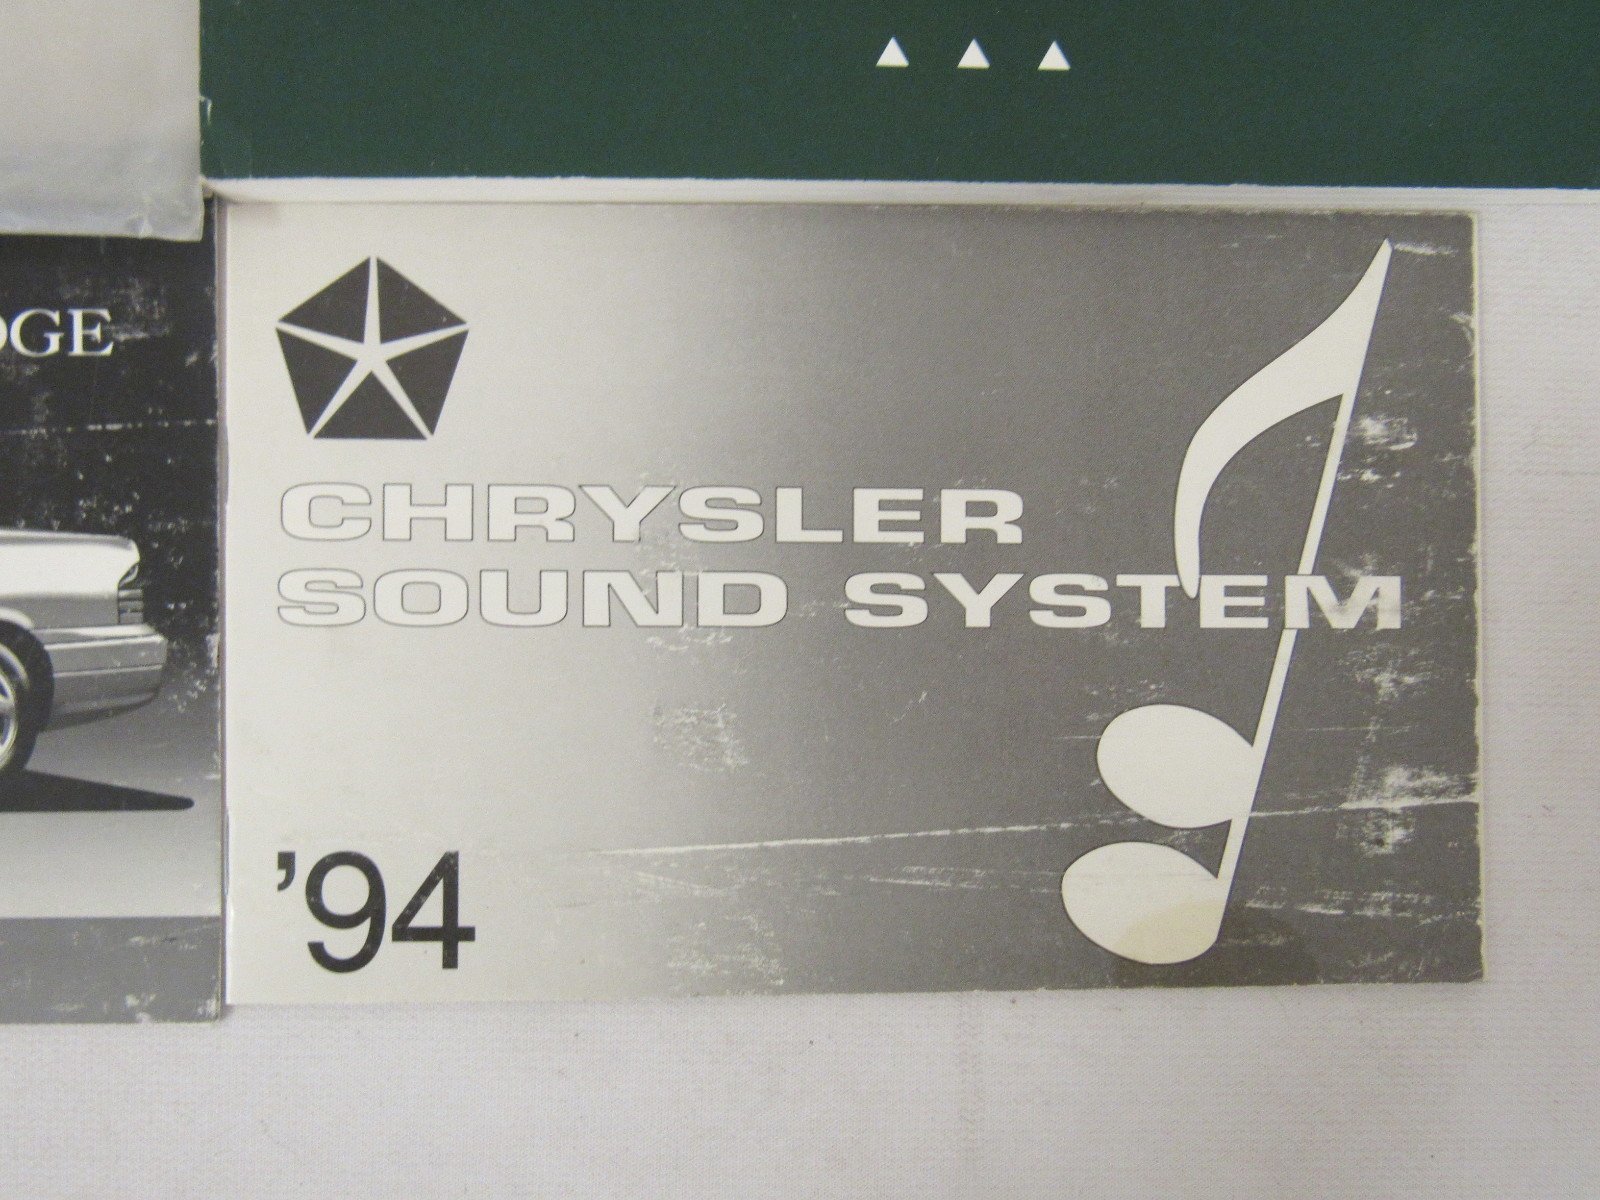 DGE
CHRYSLER
SOUND SYSTEM
'94